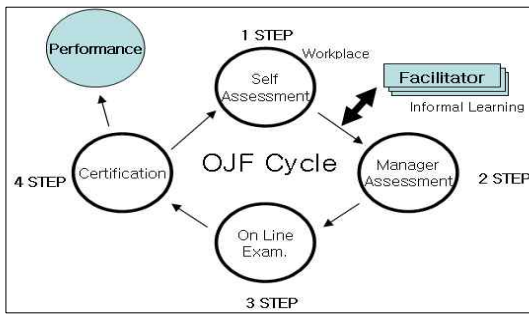 Performance
1 STEP
Workplace
Self
Assessment
Facilitator
Informal Learning
OJF Cycle
Certification
4 STEP
Manager
Assessment
2 STEP
On Line
Exam.
3 STEP